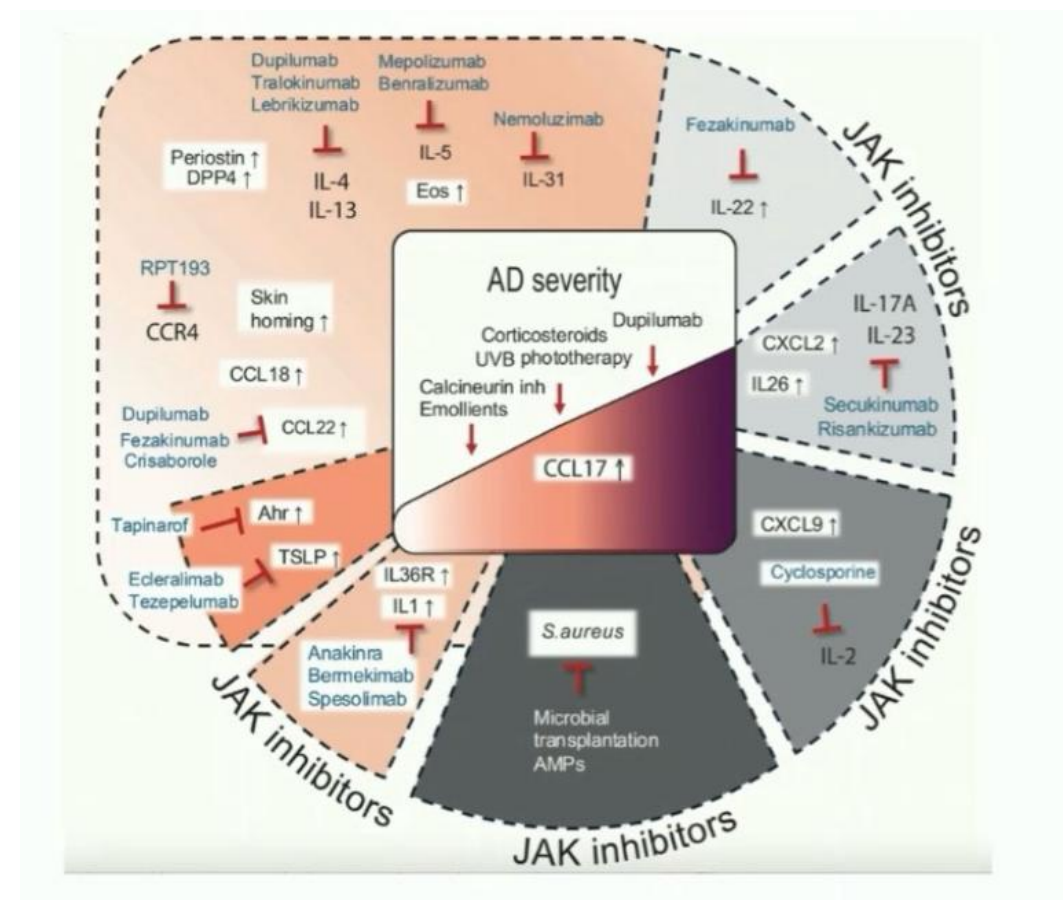 Dupilumab
Tralokinumab
Lebrikizumab
Mepolizumab
Benralizumab
Nemoluzimab
Fezakinumab
Periostin ↑
DPP4 ↑
IL-4
IL-13
IL-5
Eos ↑
IL-31
IL-22 ↑
JAK inhibitors
RPT193
CCR4
Skin
homing ↑
CCL18 ↑
Dupilumab
Fezakinumab
Crisaborole
CCL22 ↑
AD severity
Dupilumab
Corticosteroids
UVB phototherapy
Calcineurin inh
Emollients
CCL17 ↑
IL-17A
IL-23
CXCL2 ↑
IL26 ↑
Secukinumab
Risankizumab
Tapinarof
Ahr ↑
TSLP ↑
Ecleralimab
Tezepelumab
CXCL9 ↑
Cyclosporine
IL-2
JAK inhibitors
IL36R ↑
IL1 ↑
Anakinra
Bermekimab
Spesolimab
JAK inhibitors
S.aureus
Microbial
transplantation
AMPs
JAK inhibitors